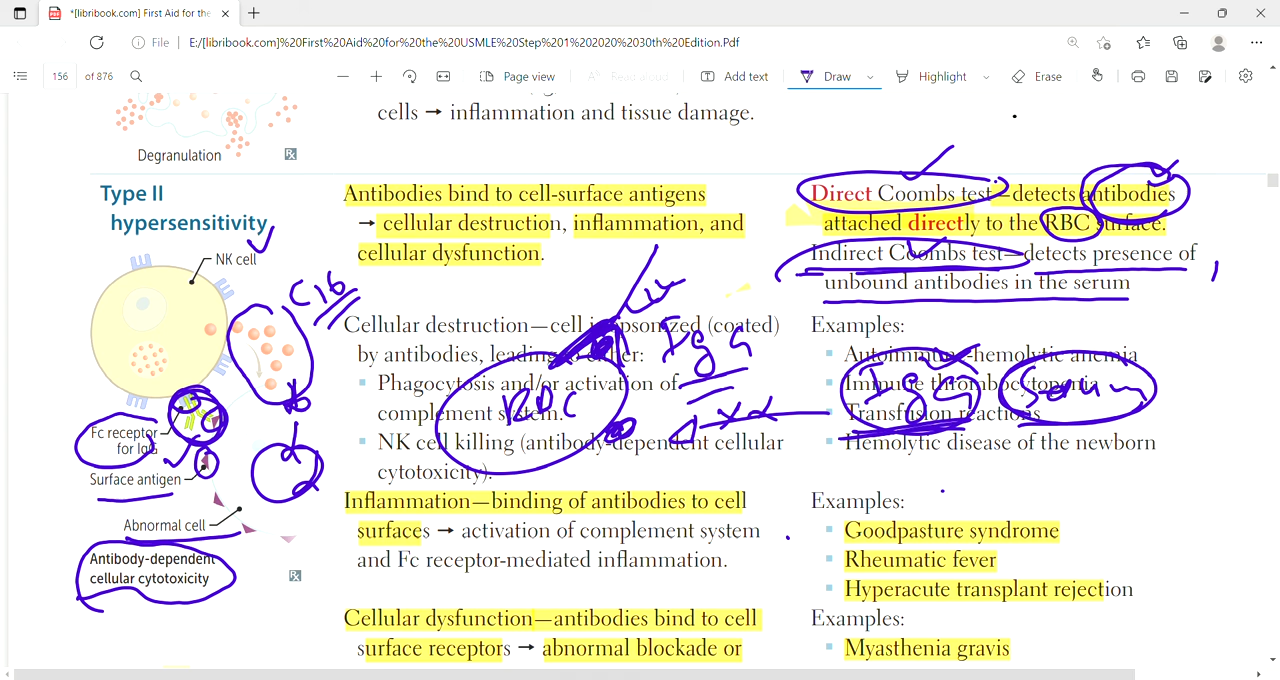 *[libribook.com] First Aid for the
File E:/[libribook.com]%20First%20Aid%20for%20the%20USMLE%20Step%201%202020%2030th%20Edition.Pdf
156 of 876 Page view Read aloud Add text Draw Highlight Erase
cells → inflammation and tissue damage.
Degranulation
Rx
Type II
hypersensitivity
NK cell
Fc receptor
for IgG
Surface antigen
Abnormal cell
Antibody-dependent
cellular cytotoxicity
Rx
Antibodies bind to cell-surface antigens
→ cellular destruction, inflammation, and
cellular dysfunction.
Cellular destruction—cell is opsonized (coated)
by antibodies, leading to either:
Phagocytosis and/or activation of
complement system.
NK cell killing (antibody-dependent cellular
cytotoxicity).
Inflammation—binding of antibodies to cell
surfaces → activation of complement system
and Fc receptor-mediated inflammation.
Cellular dysfunction—antibodies bind to cell
surface receptors → abnormal blockade or
Direct Coombs test—detects antibodies
attached directly to the RBC surface.
Indirect Coombs test—detects presence of
unbound antibodies in the serum
Examples:
Autoimmune-hemolytic anemia
Immune thrombocytopenia
Transfusion reactions
Hemolytic disease of the newborn
Examples:
Goodpasture syndrome
Rheumatic fever
Hyperacute transplant rejection
Examples:
Myasthenia gravis
RBC
IgG
IgG
Serum